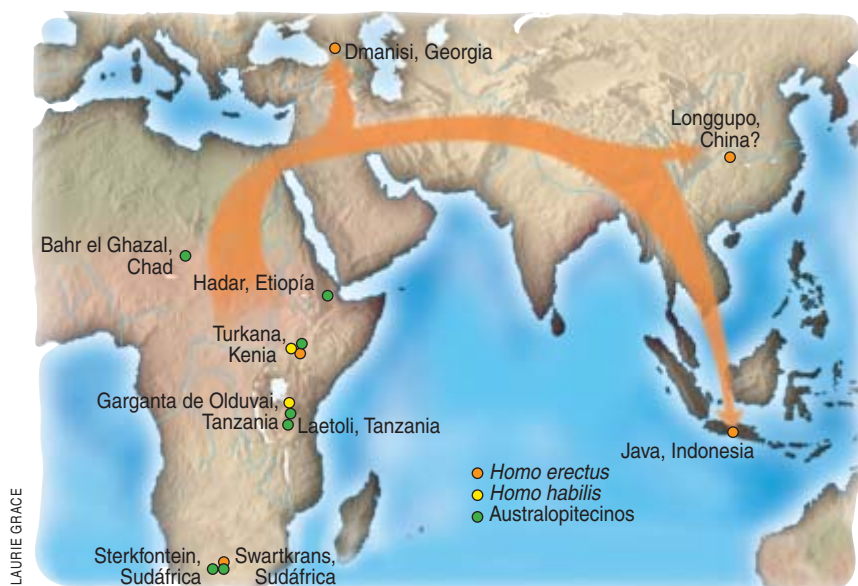 Dmanisi, Georgia
Longgupo,
China?
Bahr el Ghazal,
Chad
Hadar, Etiopía
Turkana,
Kenia
Garganta de Olduvai,
Tanzania
Laetoli, Tanzania
Java, Indonesia
Homo erectus
Homo habilis
Australopitecinos
Sterkfontein,
Sudáfrica
Swartkrans,
Sudáfrica
LAURIE GRACE